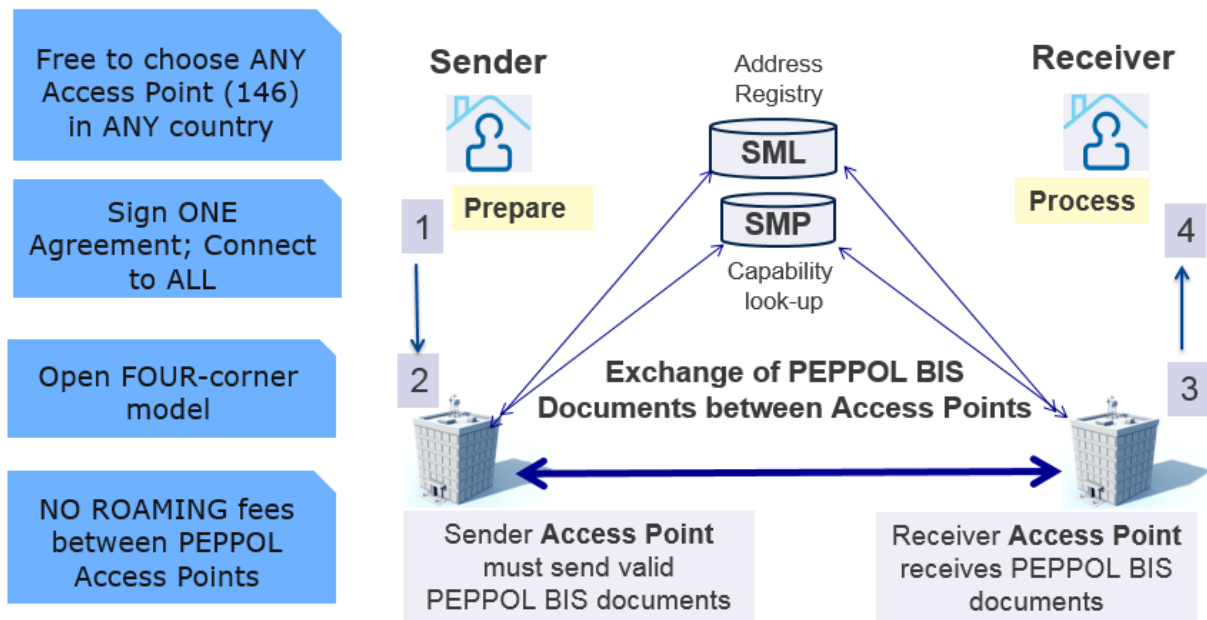 Free to choose ANY
Access Point (146)
in ANY country
Sign ONE
Agreement; Connect
to ALL
Open FOUR-corner
model
NO ROAMING fees
between PEPPOL
Access Points
Sender
Prepare
1
2
Address
Registry
SML
SMP
Capability
look-up
Receiver
Process
4
3
Exchange of PEPPOL BIS
Documents between Access Points
Sender Access Point
must send valid
PEPPOL BIS documents
Receiver Access Point
receives PEPPOL BIS
documents